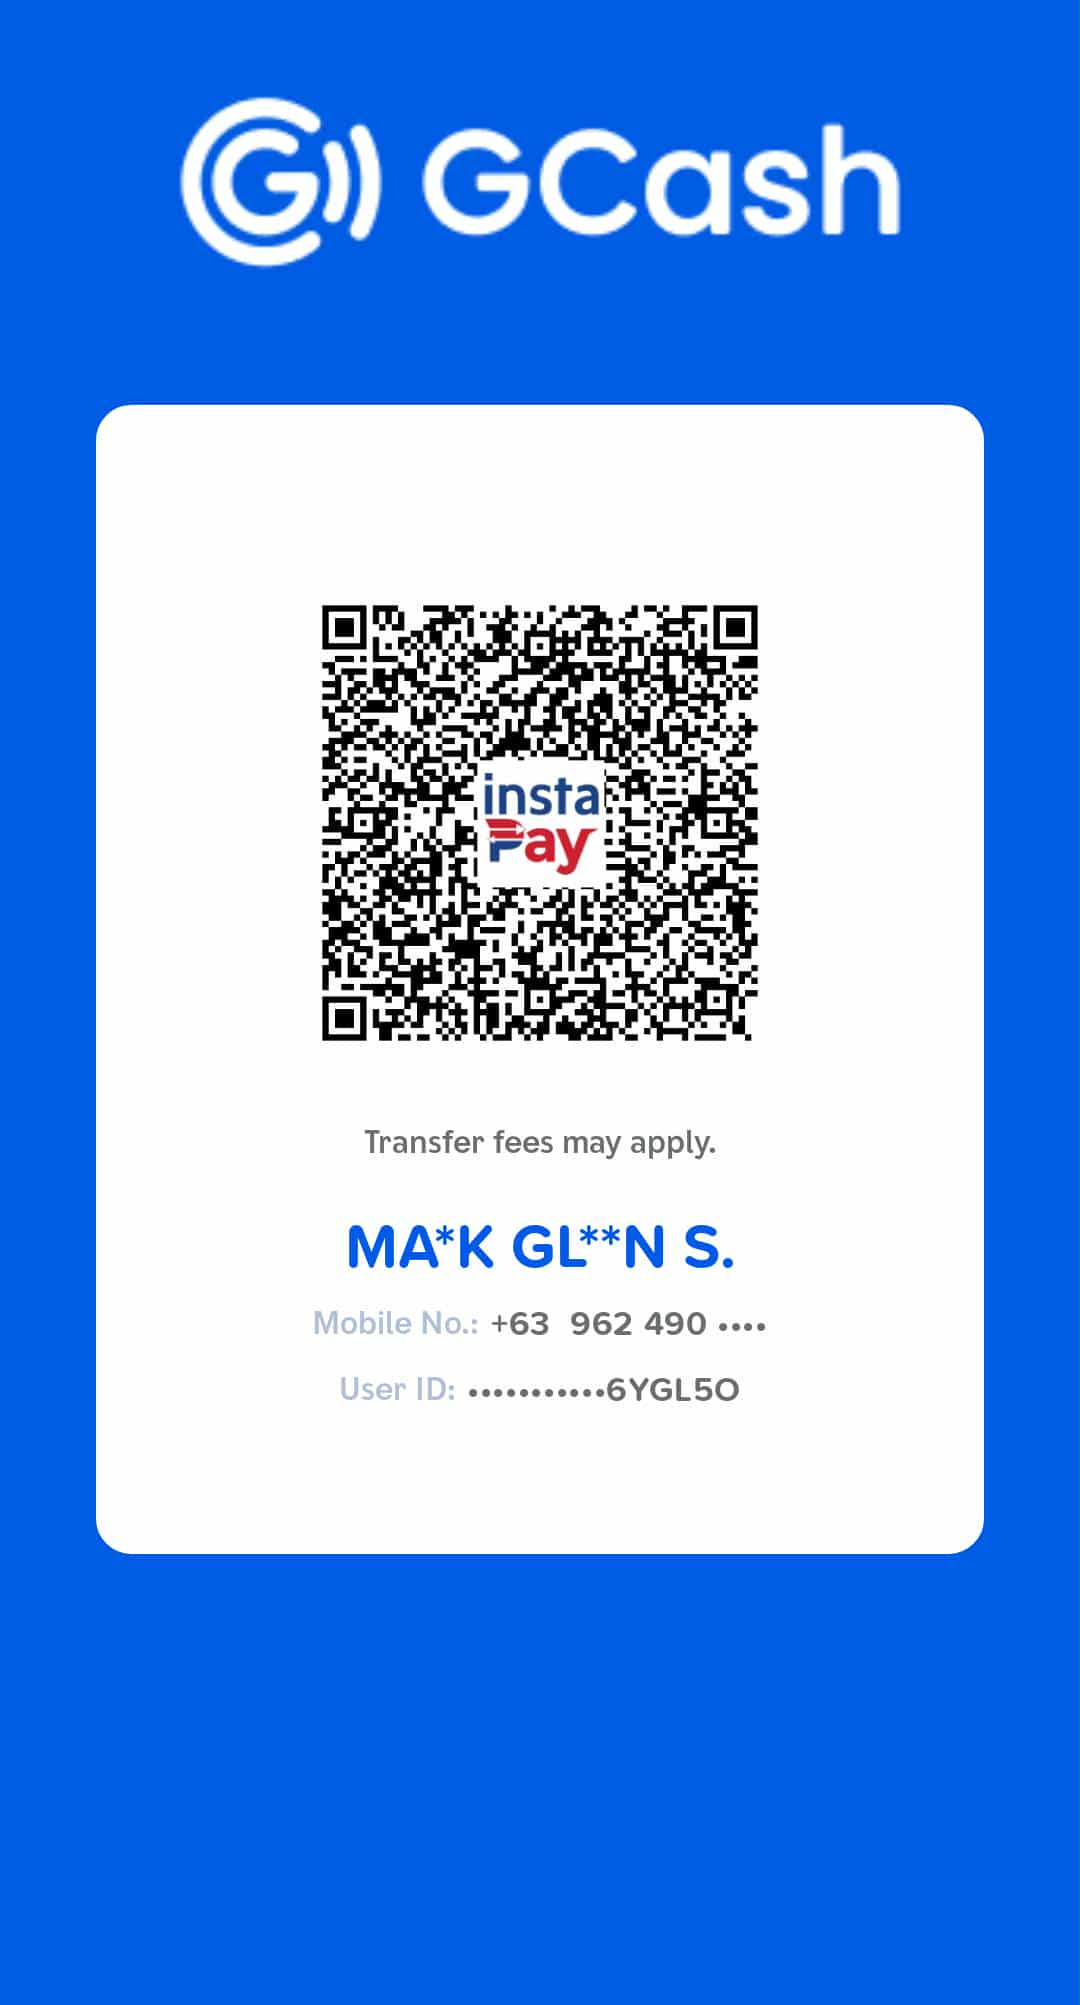 GCash
insta
Pay
Transfer fees may apply.
MA*K GL**N S.
Mobile No.: +63 962 490 ••••
User ID: •••••••••••6YGL5O